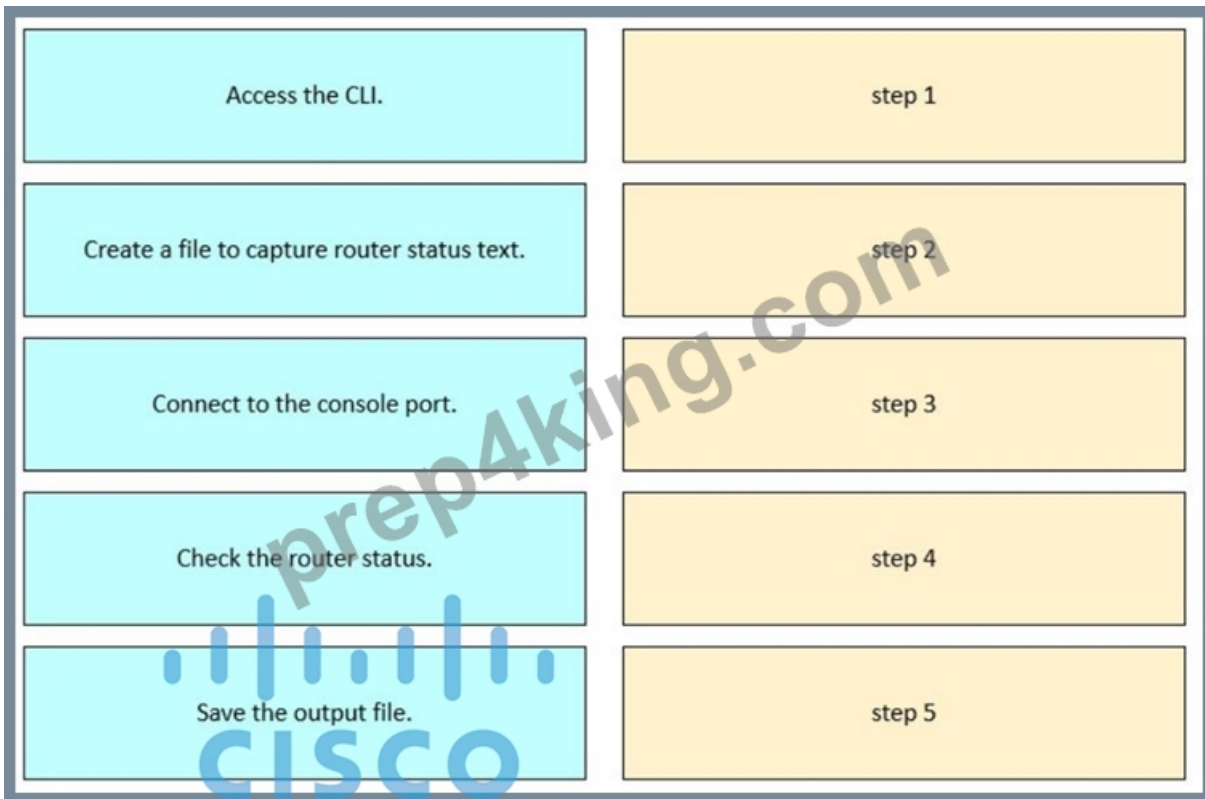 Access the CLI.
step 1
Create a file to capture router status text.
step 2
Connect to the console port.
step 3
Check the router status.
step 4
Save the output file.
step 5
prep4king.com
CISCO